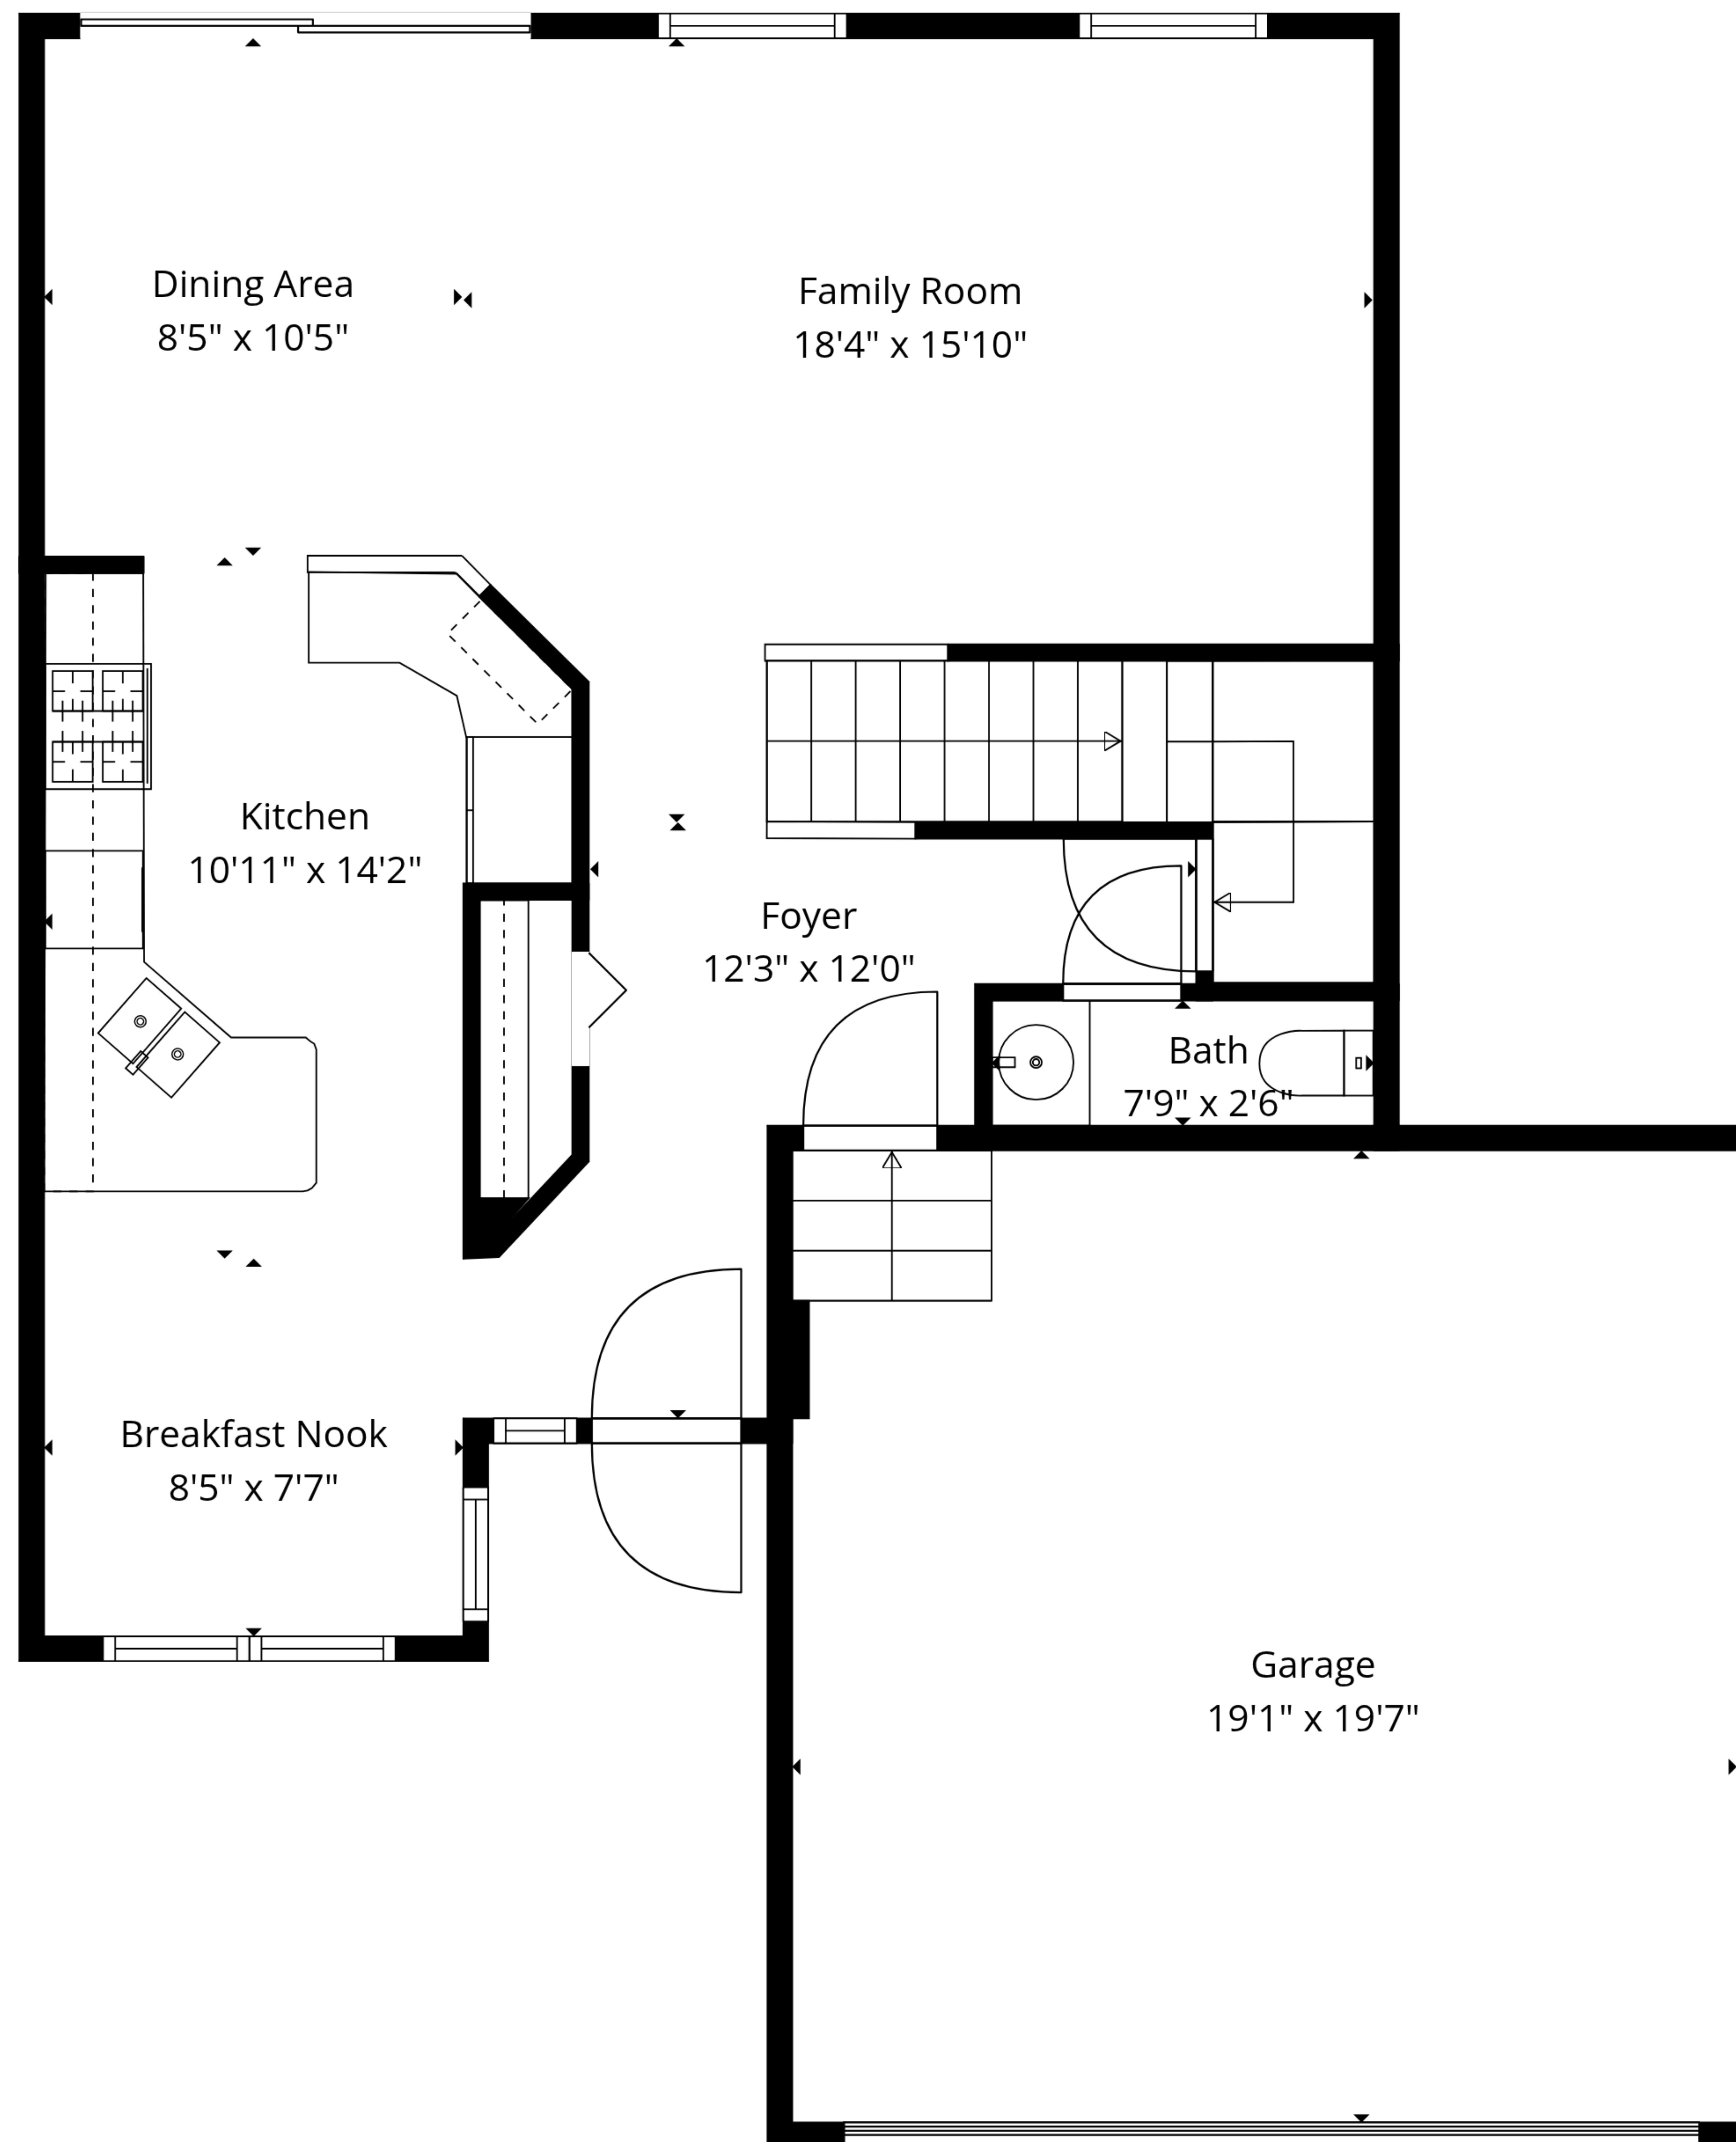 Dining Area
8'5" x 10'5"
Family Room
18'4" x 15'10"
Kitchen
10'11" x 14'2"
Foyer
12'3" x 12'0"
Bath
7'9" x 2'6"
Breakfast Nook
8'5" x 7'7"
Garage
19'1" x 19'7"